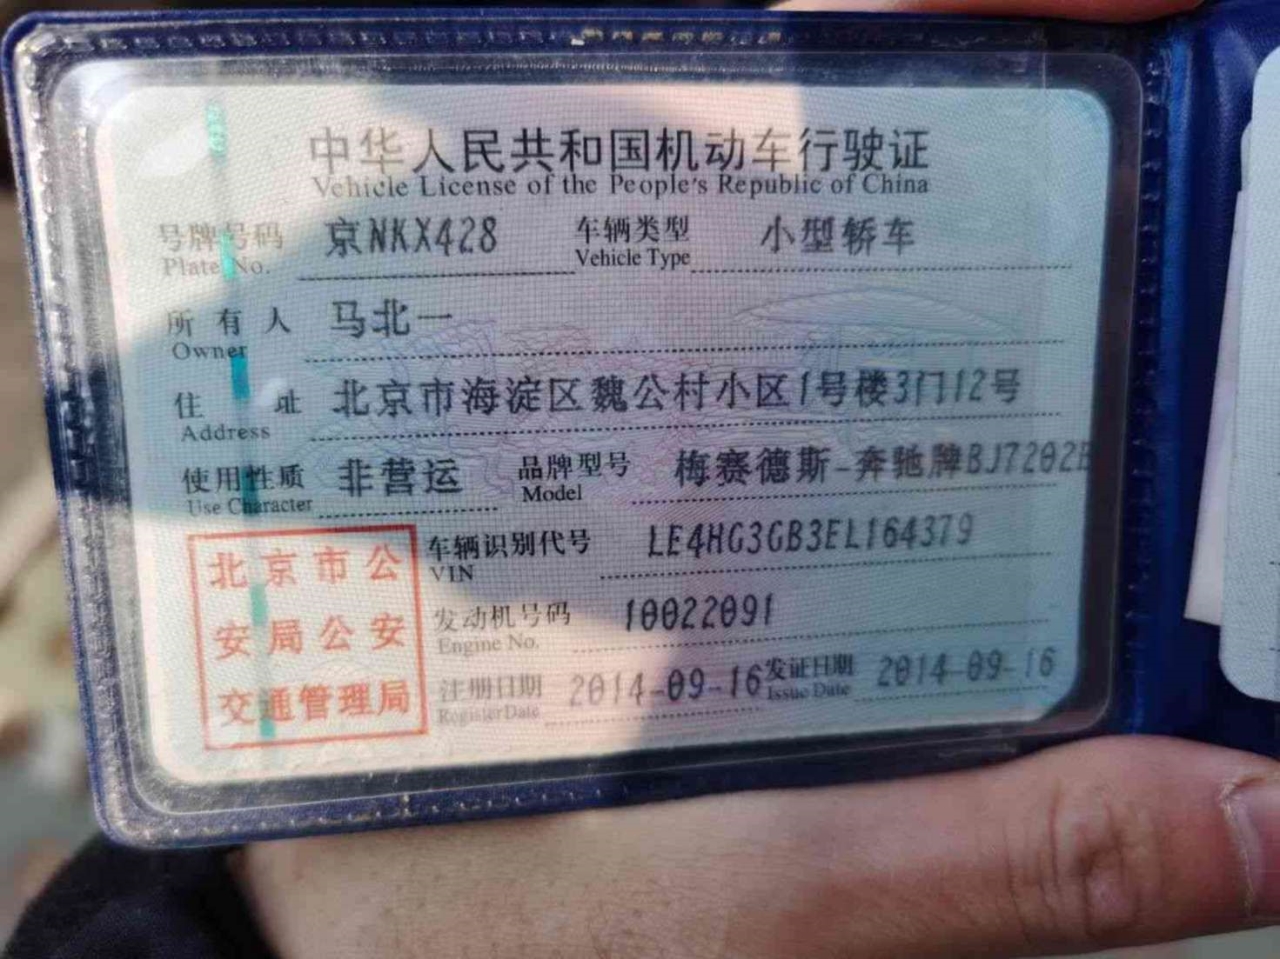 中华人民共和国机动车行驶证
Vehicle License of the People's Republic of China
号牌号码 京NKX428 车辆类型 小型轿车
Plate No. Vehicle Type
所有人 马北一
Owner
住址 北京市海淀区魏公村小区1号楼3门12号
Address
使用性质 非营运 品牌型号 梅赛德斯-奔驰牌BJ7202E
Use Character Model
车辆识别代号 LE4HG3GB3EL164379
VIN
发动机号码 10022091
Engine No.
注册日期 2014-09-16 发证日期 2014-09-16
Register Date Issue Date
北京市公
安局公安
交通管理局